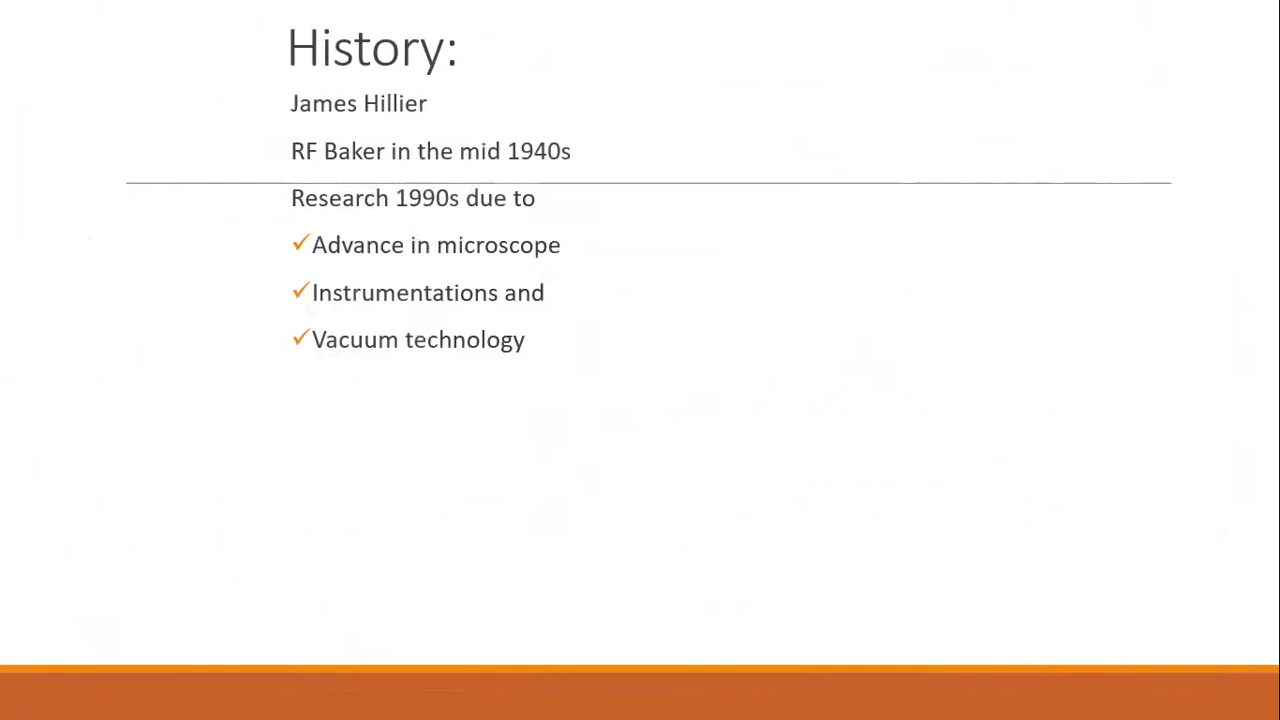 History:
James Hillier
RF Baker in the mid 1940s
Research 1990s due to
✓Advance in microscope
✓Instrumentations and
✓Vacuum technology